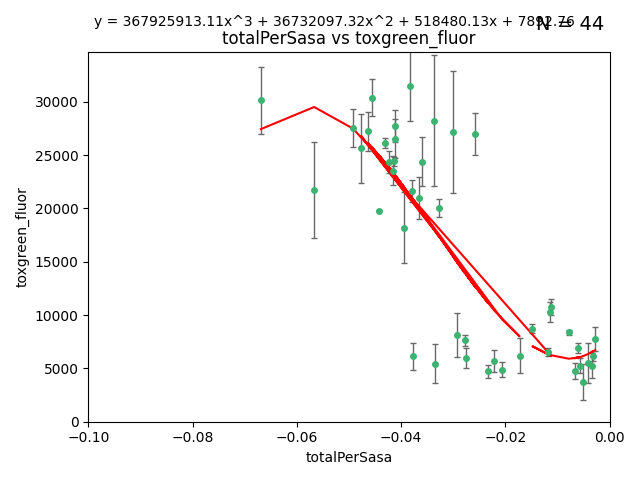 y = 367925913.11x^3 + 36732097.32x^2 + 518480.13x + 7892.76
N = 44
totalPerSasa vs toxgreen_fluor
30000
25000
20000
15000
10000
5000
0
toxgreen_fluor
−0.10 −0.08 −0.06 −0.04 −0.02 0.00
totalPerSasa